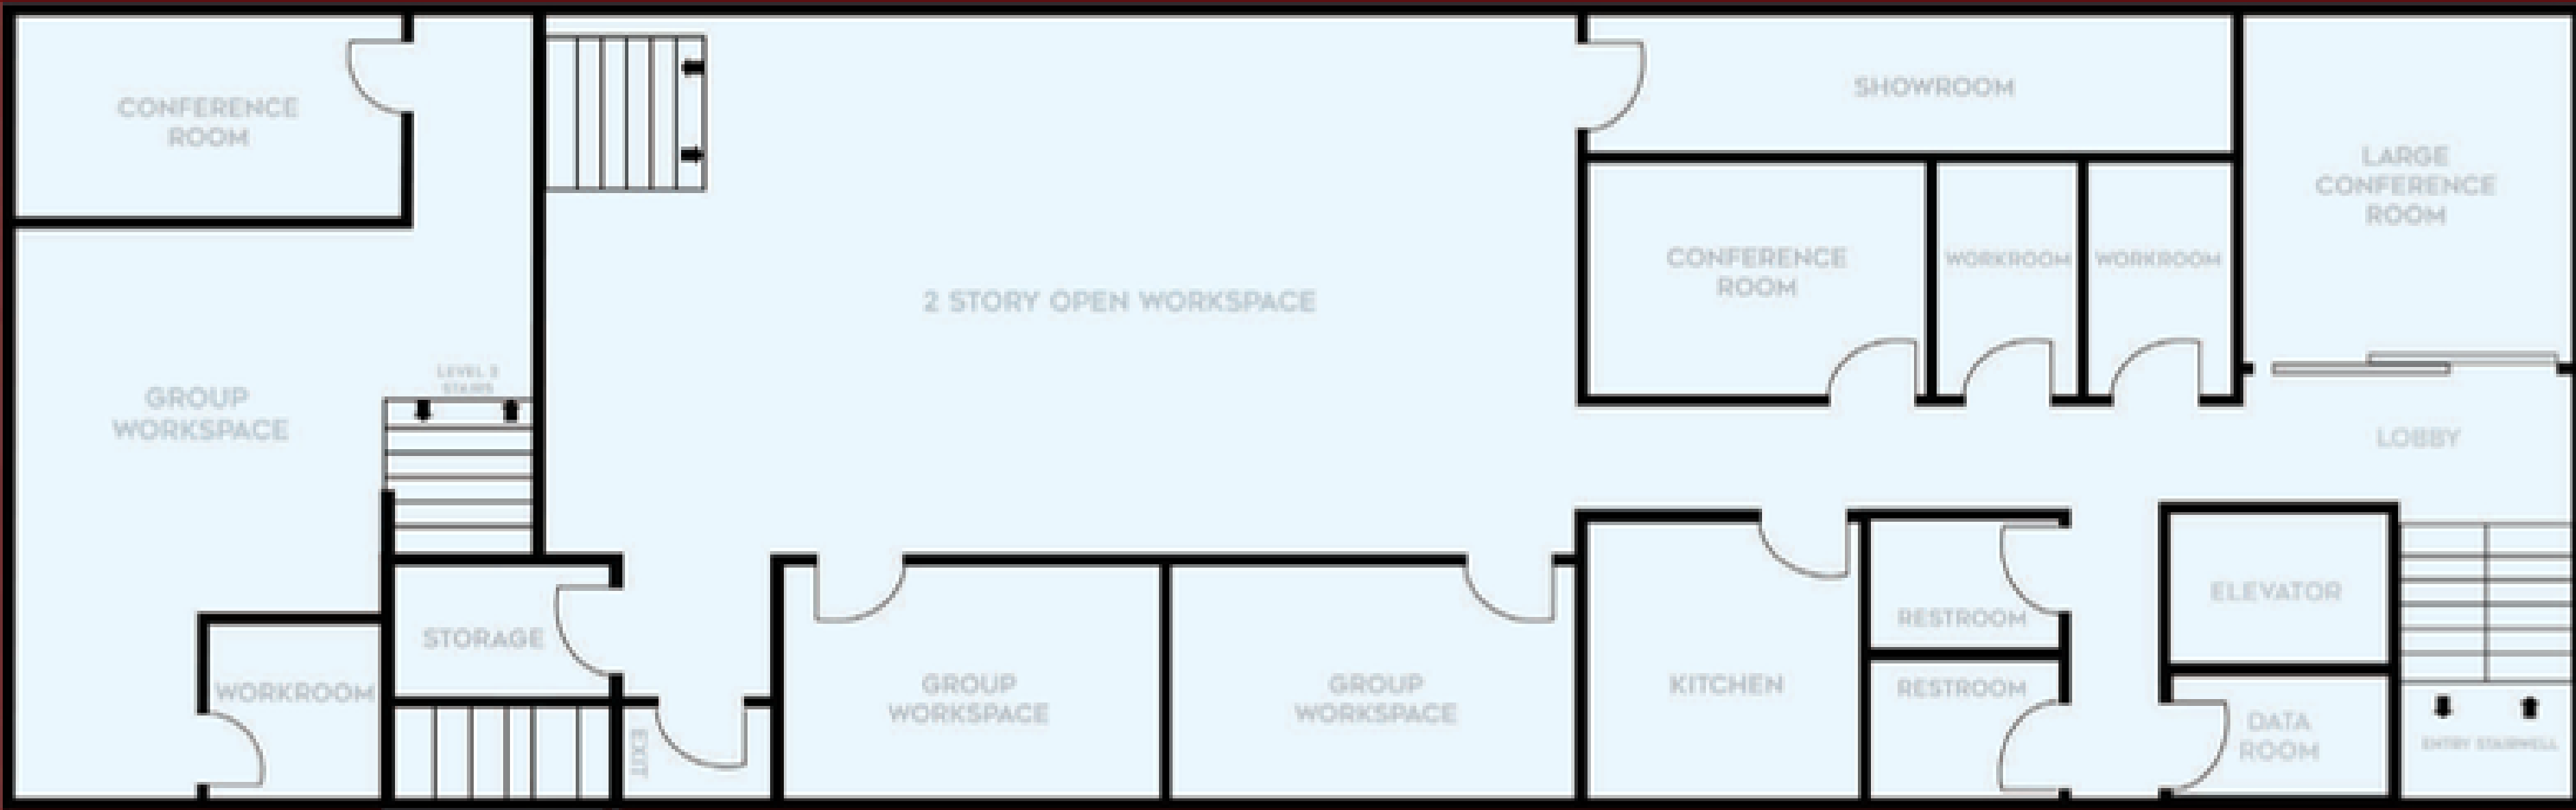 CONFERENCE
ROOM
SHOWROOM
LARGE
CONFERENCE
ROOM
CONFERENCE
ROOM
WORKROOM
WORKROOM
2 STORY OPEN WORKSPACE
LEVEL 2
STAIRS
GROUP
WORKSPACE
LOBBY
ELEVATOR
RESTROOM
STORAGE
WORKROOM
GROUP
WORKSPACE
GROUP
WORKSPACE
KITCHEN
RESTROOM
EXIT
DATA
ROOM
ENTRY STAIRWELL